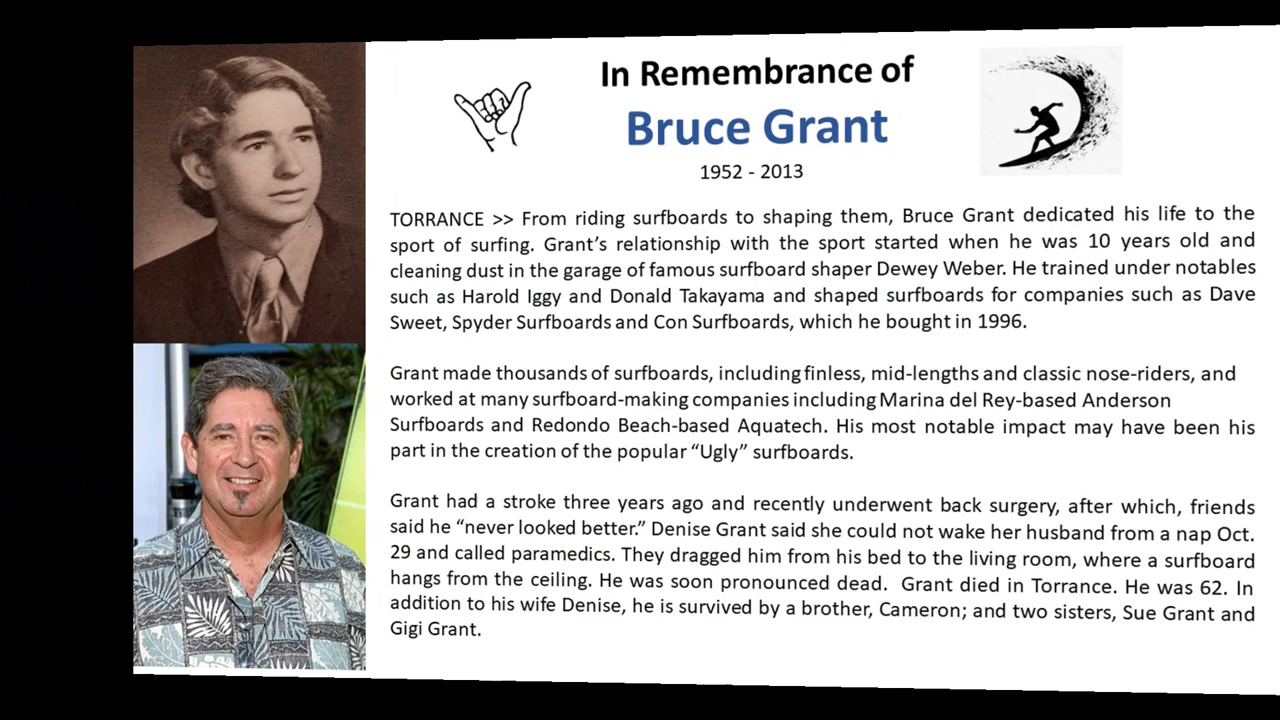 In Remembrance of
Bruce Grant
1952 - 2013
TORRANCE >> From riding surfboards to shaping them, Bruce Grant dedicated his life to the
sport of surfing. Grant’s relationship with the sport started when he was 10 years old and
cleaning dust in the garage of famous surfboard shaper Dewey Weber. He trained under notables
such as Harold Iggy and Donald Takayama and shaped surfboards for companies such as Dave
Sweet, Spyder Surfboards and Con Surfboards, which he bought in 1996.
Grant made thousands of surfboards, including finless, mid-lengths and classic nose-riders, and
worked at many surfboard-making companies including Marina del Rey-based Anderson
Surfboards and Redondo Beach-based Aquatech. His most notable impact may have been his
part in the creation of the popular “Ugly” surfboards.
Grant had a stroke three years ago and recently underwent back surgery, after which, friends
said he “never looked better.” Denise Grant said she could not wake her husband from a nap Oct.
29 and called paramedics. They dragged him from his bed to the living room, where a surfboard
hangs from the ceiling. He was soon pronounced dead. Grant died in Torrance. He was 62. In
addition to his wife Denise, he is survived by a brother, Cameron; and two sisters, Sue Grant and
Gigi Grant.